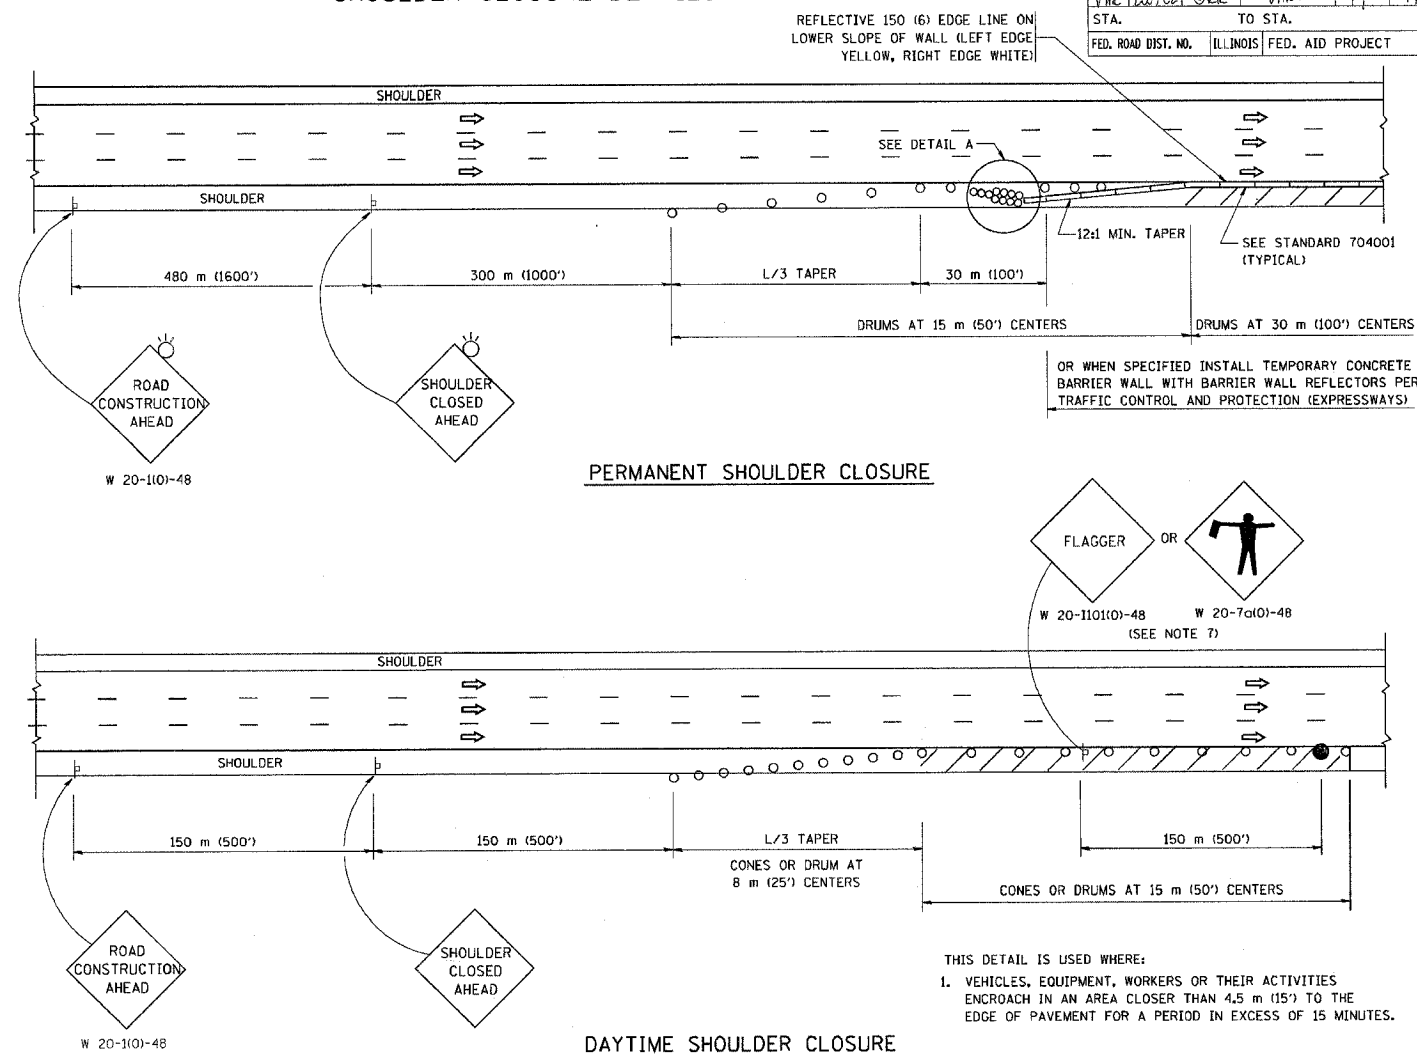 REFLECTIVE 150 (6) EDGE LINE ON
LOWER SLOPE OF WALL (LEFT EDGE
YELLOW, RIGHT EDGE WHITE)
STA. TO STA.
FED. ROAD DIST. NO. ILLINOIS FED. AID PROJECT
SHOULDER
SEE DETAIL A
SHOULDER
12:1 MIN. TAPER
SEE STANDARD 704001
(TYPICAL)
480 m (1600')
300 m (1000')
L/3 TAPER
30 m (100')
DRUMS AT 15 m (50') CENTERS
DRUMS AT 30 m (100') CENTERS
OR WHEN SPECIFIED INSTALL TEMPORARY CONCRETE
BARRIER WALL WITH BARRIER WALL REFLECTORS PER
TRAFFIC CONTROL AND PROTECTION (EXPRESSWAYS)
ROAD
CONSTRUCTION
AHEAD
W 20-1(O)-48
SHOULDER
CLOSED
AHEAD
PERMANENT SHOULDER CLOSURE
FLAGGER
OR
W 20-1101(O)-48
W 20-7a(O)-48
(SEE NOTE 7)
SHOULDER
SHOULDER
150 m (500')
150 m (500')
L/3 TAPER
CONES OR DRUM AT
8 m (25') CENTERS
150 m (500')
CONES OR DRUMS AT 15 m (50') CENTERS
ROAD
CONSTRUCTION
AHEAD
W 20-1(O)-48
SHOULDER
CLOSED
AHEAD
THIS DETAIL IS USED WHERE:
1. VEHICLES, EQUIPMENT, WORKERS OR THEIR ACTIVITIES
ENCROACH IN AN AREA CLOSER THAN 4.5 m (15') TO THE
EDGE OF PAVEMENT FOR A PERIOD IN EXCESS OF 15 MINUTES.
DAYTIME SHOULDER CLOSURE